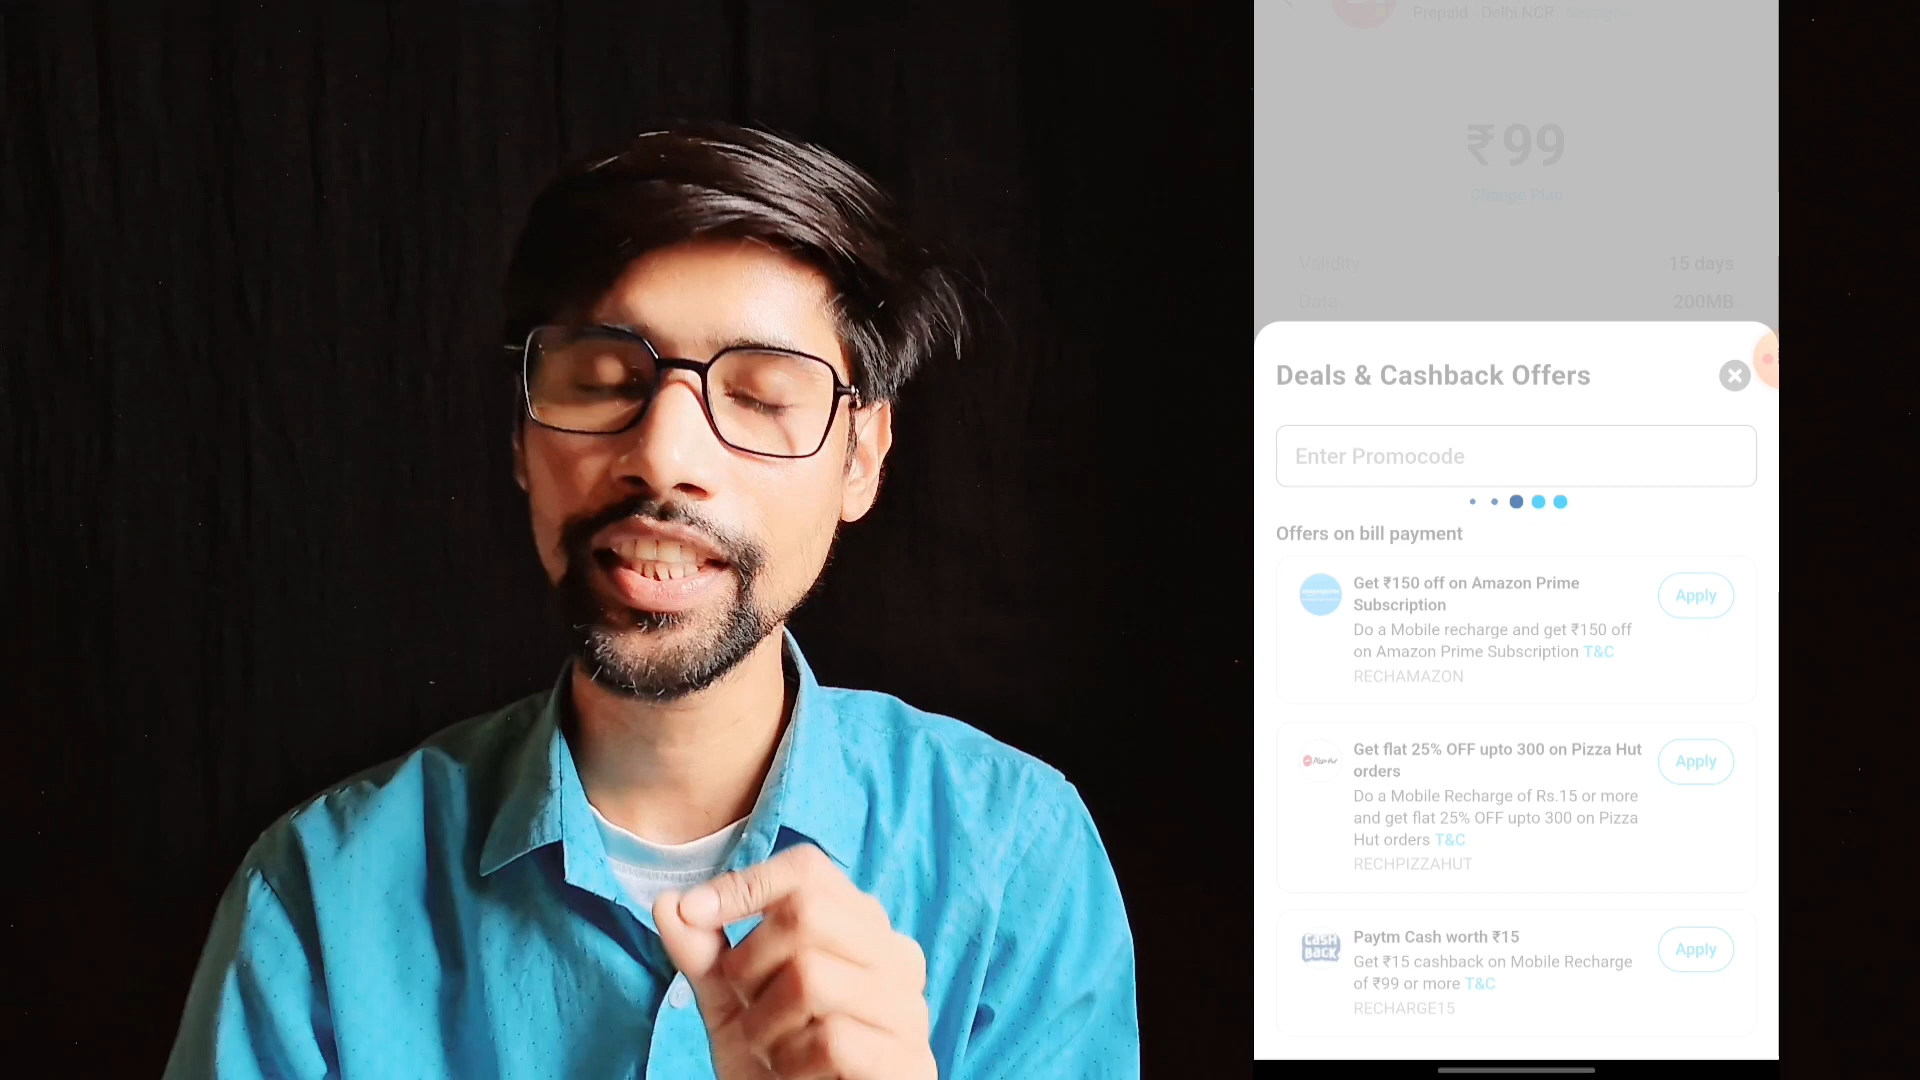 Prepaid Delhi NCR
₹99
Change Plan
Validity 15 days
Data 200MB
Deals & Cashback Offers
Enter Promocode
Offers on bill payment
Get ₹150 off on Amazon Prime
Subscription
Apply
Do a Mobile recharge and get ₹150 off
on Amazon Prime Subscription T&C
RECHAMAZON
Get flat 25% OFF upto 300 on Pizza Hut
orders
Apply
Do a Mobile Recharge of Rs.15 or more
and get flat 25% OFF upto 300 on Pizza
Hut orders T&C
RECHPIZZAHUT
CASH
BACK
Paytm Cash worth ₹15
Apply
Get ₹15 cashback on Mobile Recharge
of ₹99 or more T&C
RECHARGE15